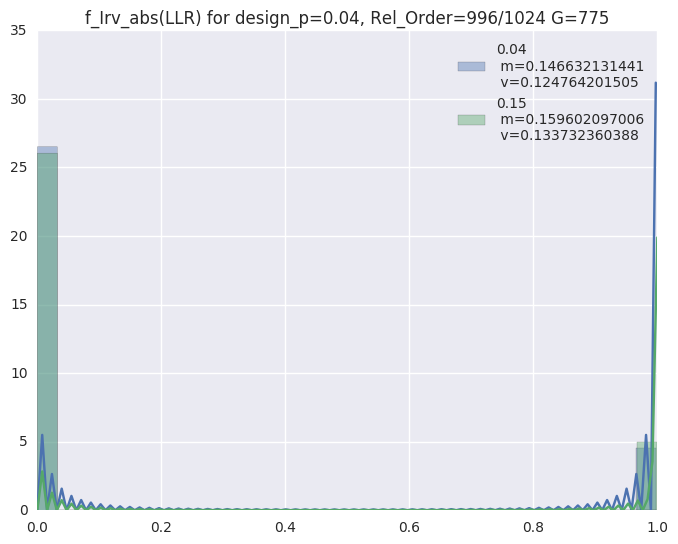 f_Irv_abs(LLR) for design_p=0.04, Rel_Order=996/1024 G=775
35
30
25
20
15
10
5
0
0.04
m=0.146632131441
v=0.124764201505
0.15
m=0.159602097006
v=0.133732360388
0.0 0.2 0.4 0.6 0.8 1.0